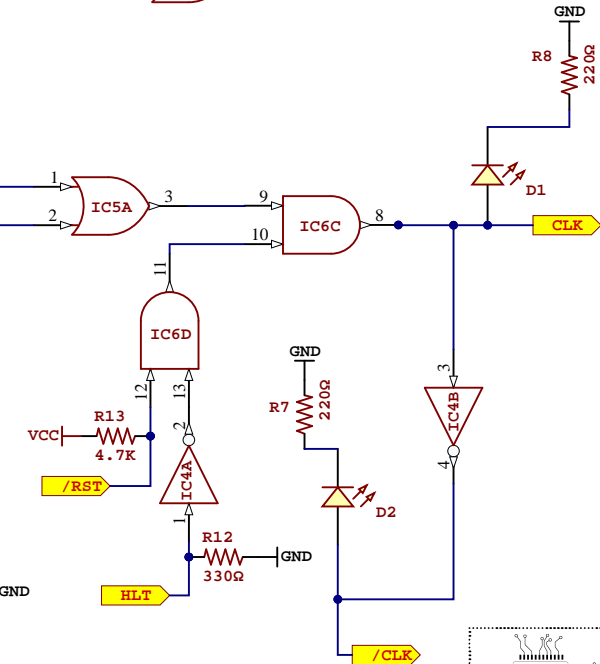 GND
R8
220Ω
D1
1
IC5A
3
2
9
IC6C
8
10
CLK
11
IC6D
12
13
GND
R7
220Ω
3
IC4B
4
R13
VCC
4.7K
2
/RST
IC4A
D2
1
R12
GND
330Ω
GND
HLT
/CLK